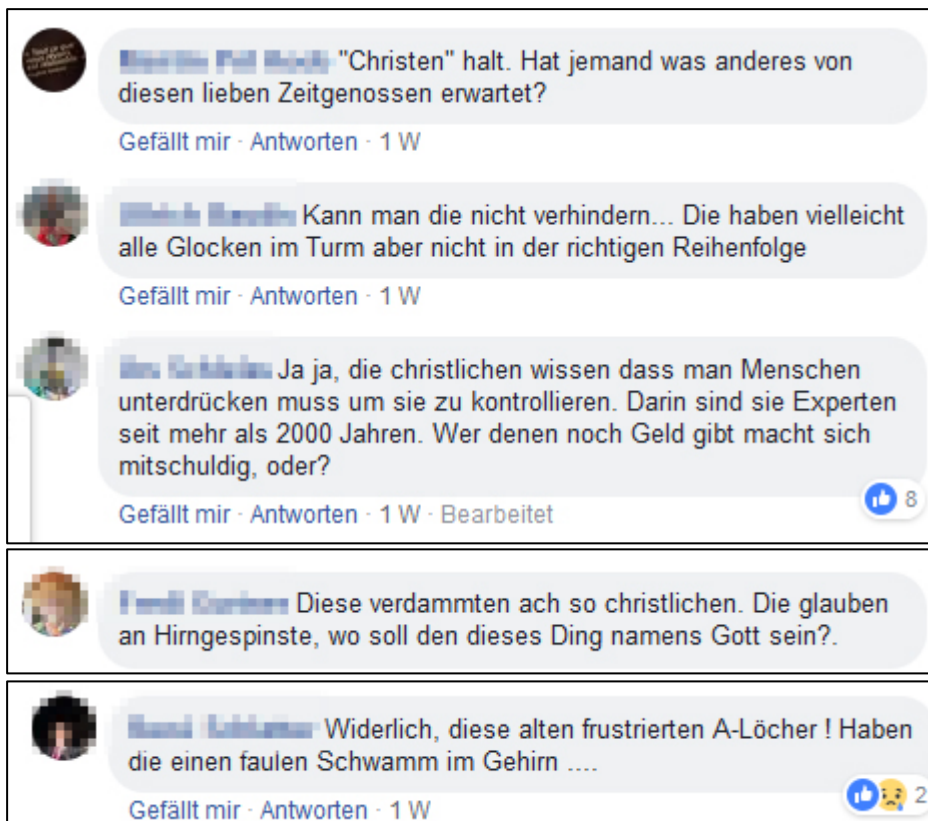 "Christen" halt. Hat jemand was anderes von
diesen lieben Zeitgenossen erwartet?
Gefällt mir · Antworten · 1 W
Kann man die nicht verhindern... Die haben vielleicht
alle Glocken im Turm aber nicht in der richtigen Reihenfolge
Gefällt mir · Antworten · 1 W
Ja ja, die christlichen wissen dass man Menschen
unterdrücken muss um sie zu kontrollieren. Darin sind sie Experten
seit mehr als 2000 Jahren. Wer denen noch Geld gibt macht sich
mitschuldig, oder?
8
Gefällt mir · Antworten · 1 W · Bearbeitet
Diese verdammten ach so christlichen. Die glauben
an Hirngespinste, wo soll den dieses Ding namens Gott sein?.
Widerlich, diese alten frustrierten A-Löcher ! Haben
die einen faulen Schwamm im Gehirn ....
2
Gefällt mir · Antworten · 1 W